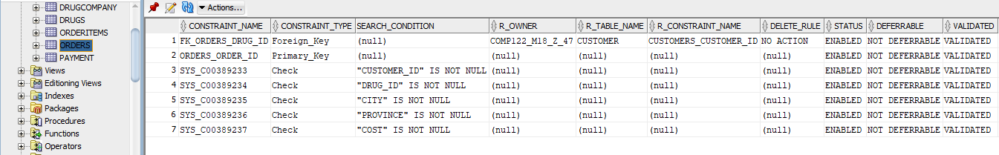 DRUGCOMPANY
DRUGS
ORDERITEMS
ORDERS
PAYMENT
Views
Editioning Views
Indexes
Packages
Procedures
Functions
Operators
Actions...
CONSTRAINT_NAME CONSTRAINT_TYPE SEARCH_CONDITION R_OWNER R_TABLE_NAME R_CONSTRAINT_NAME DELETE_RULE STATUS DEFERRABLE VALIDATED
1 FK_ORDERS_DRUG_ID Foreign_Key (null) COMP122_M18_Z_47 CUSTOMER CUSTOMERS_CUSTOMER_ID NO ACTION ENABLED NOT DEFERRABLE VALIDATED
2 ORDERS_ORDER_ID Primary_Key (null) (null) (null) (null) (null) ENABLED NOT DEFERRABLE VALIDATED
3 SYS_C00389233 Check "CUSTOMER_ID" IS NOT NULL (null) (null) (null) (null) ENABLED NOT DEFERRABLE VALIDATED
4 SYS_C00389234 Check "DRUG_ID" IS NOT NULL (null) (null) (null) (null) ENABLED NOT DEFERRABLE VALIDATED
5 SYS_C00389235 Check "CITY" IS NOT NULL (null) (null) (null) (null) ENABLED NOT DEFERRABLE VALIDATED
6 SYS_C00389236 Check "PROVINCE" IS NOT NULL (null) (null) (null) (null) ENABLED NOT DEFERRABLE VALIDATED
7 SYS_C00389237 Check "COST" IS NOT NULL (null) (null) (null) (null) ENABLED NOT DEFERRABLE VALIDATED